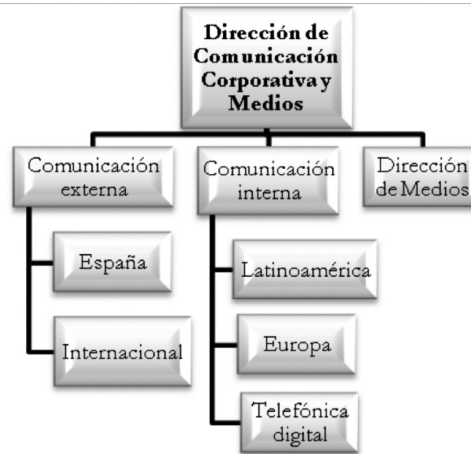 Dirección de
Comunicación
Corporativa y
Medios
Comunicación
externa
Comunicación
interna
Dirección
de Medios
España
Internacional
Latinoamérica
Europa
Telefónica
digital